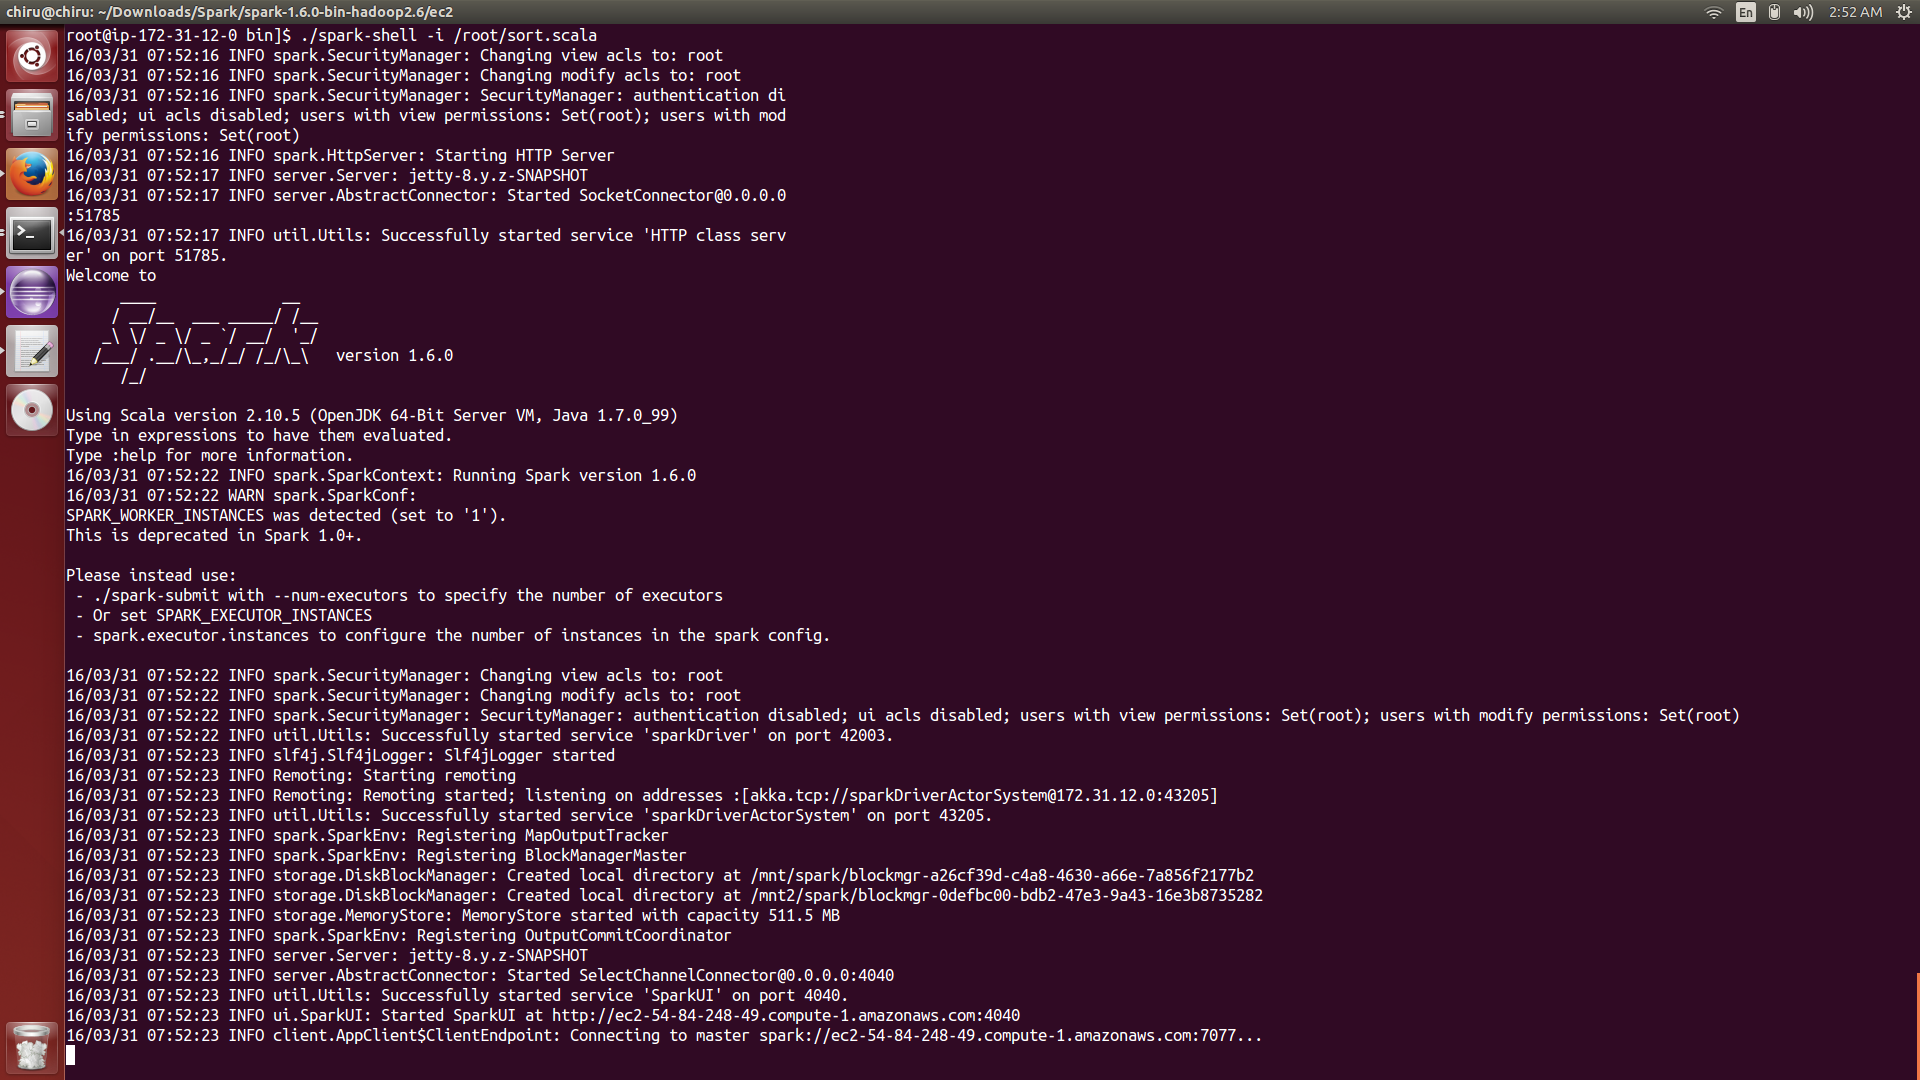 chiru@chiru: ~/Downloads/Spark/spark-1.6.0-bin-hadoop2.6/ec2
En
2:52 AM
root@ip-172-31-12-0 bin]$ ./spark-shell -i /root/sort.scala
16/03/31 07:52:16 INFO spark.SecurityManager: Changing view acls to: root
16/03/31 07:52:16 INFO spark.SecurityManager: Changing modify acls to: root
16/03/31 07:52:16 INFO spark.SecurityManager: SecurityManager: authentication di
sabled; ui acls disabled; users with view permissions: Set(root); users with mod
ify permissions: Set(root)
16/03/31 07:52:16 INFO spark.HttpServer: Starting HTTP Server
16/03/31 07:52:17 INFO server.Server: jetty-8.y.z-SNAPSHOT
16/03/31 07:52:17 INFO server.AbstractConnector: Started SocketConnector@0.0.0.0
:51785
16/03/31 07:52:17 INFO util.Utils: Successfully started service 'HTTP class serv
er' on port 51785.
Welcome to
      ____              __
     / __/__  ___ _____/ /__
    _\ \/ _ \/ _ `/ __/  '_/
   /___/ .__/\_,_/_/ /_/\_\   version 1.6.0
      /_/
Using Scala version 2.10.5 (OpenJDK 64-Bit Server VM, Java 1.7.0_99)
Type in expressions to have them evaluated.
Type :help for more information.
16/03/31 07:52:22 INFO spark.SparkContext: Running Spark version 1.6.0
16/03/31 07:52:22 WARN spark.SparkConf:
SPARK_WORKER_INSTANCES was detected (set to '1').
This is deprecated in Spark 1.0+.
Please instead use:
 - ./spark-submit with --num-executors to specify the number of executors
 - Or set SPARK_EXECUTOR_INSTANCES
 - spark.executor.instances to configure the number of instances in the spark config.
16/03/31 07:52:22 INFO spark.SecurityManager: Changing view acls to: root
16/03/31 07:52:22 INFO spark.SecurityManager: Changing modify acls to: root
16/03/31 07:52:22 INFO spark.SecurityManager: SecurityManager: authentication disabled; ui acls disabled; users with view permissions: Set(root); users with modify permissions: Set(root)
16/03/31 07:52:22 INFO util.Utils: Successfully started service 'sparkDriver' on port 42003.
16/03/31 07:52:23 INFO slf4j.Slf4jLogger: Slf4jLogger started
16/03/31 07:52:23 INFO Remoting: Starting remoting
16/03/31 07:52:23 INFO Remoting: Remoting started; listening on addresses :[akka.tcp://sparkDriverActorSystem@172.31.12.0:43205]
16/03/31 07:52:23 INFO util.Utils: Successfully started service 'sparkDriverActorSystem' on port 43205.
16/03/31 07:52:23 INFO spark.SparkEnv: Registering MapOutputTracker
16/03/31 07:52:23 INFO spark.SparkEnv: Registering BlockManagerMaster
16/03/31 07:52:23 INFO storage.DiskBlockManager: Created local directory at /mnt/spark/blockmgr-a26cf39d-c4a8-4630-a66e-7a856f2177b2
16/03/31 07:52:23 INFO storage.DiskBlockManager: Created local directory at /mnt2/spark/blockmgr-0defbc00-bdb2-47e3-9a43-16e3b8735282
16/03/31 07:52:23 INFO storage.MemoryStore: MemoryStore started with capacity 511.5 MB
16/03/31 07:52:23 INFO spark.SparkEnv: Registering OutputCommitCoordinator
16/03/31 07:52:23 INFO server.Server: jetty-8.y.z-SNAPSHOT
16/03/31 07:52:23 INFO server.AbstractConnector: Started SelectChannelConnector@0.0.0.0:4040
16/03/31 07:52:23 INFO util.Utils: Successfully started service 'SparkUI' on port 4040.
16/03/31 07:52:23 INFO ui.SparkUI: Started SparkUI at http://ec2-54-84-248-49.compute-1.amazonaws.com:4040
16/03/31 07:52:23 INFO client.AppClient$ClientEndpoint: Connecting to master spark://ec2-54-84-248-49.compute-1.amazonaws.com:7077...